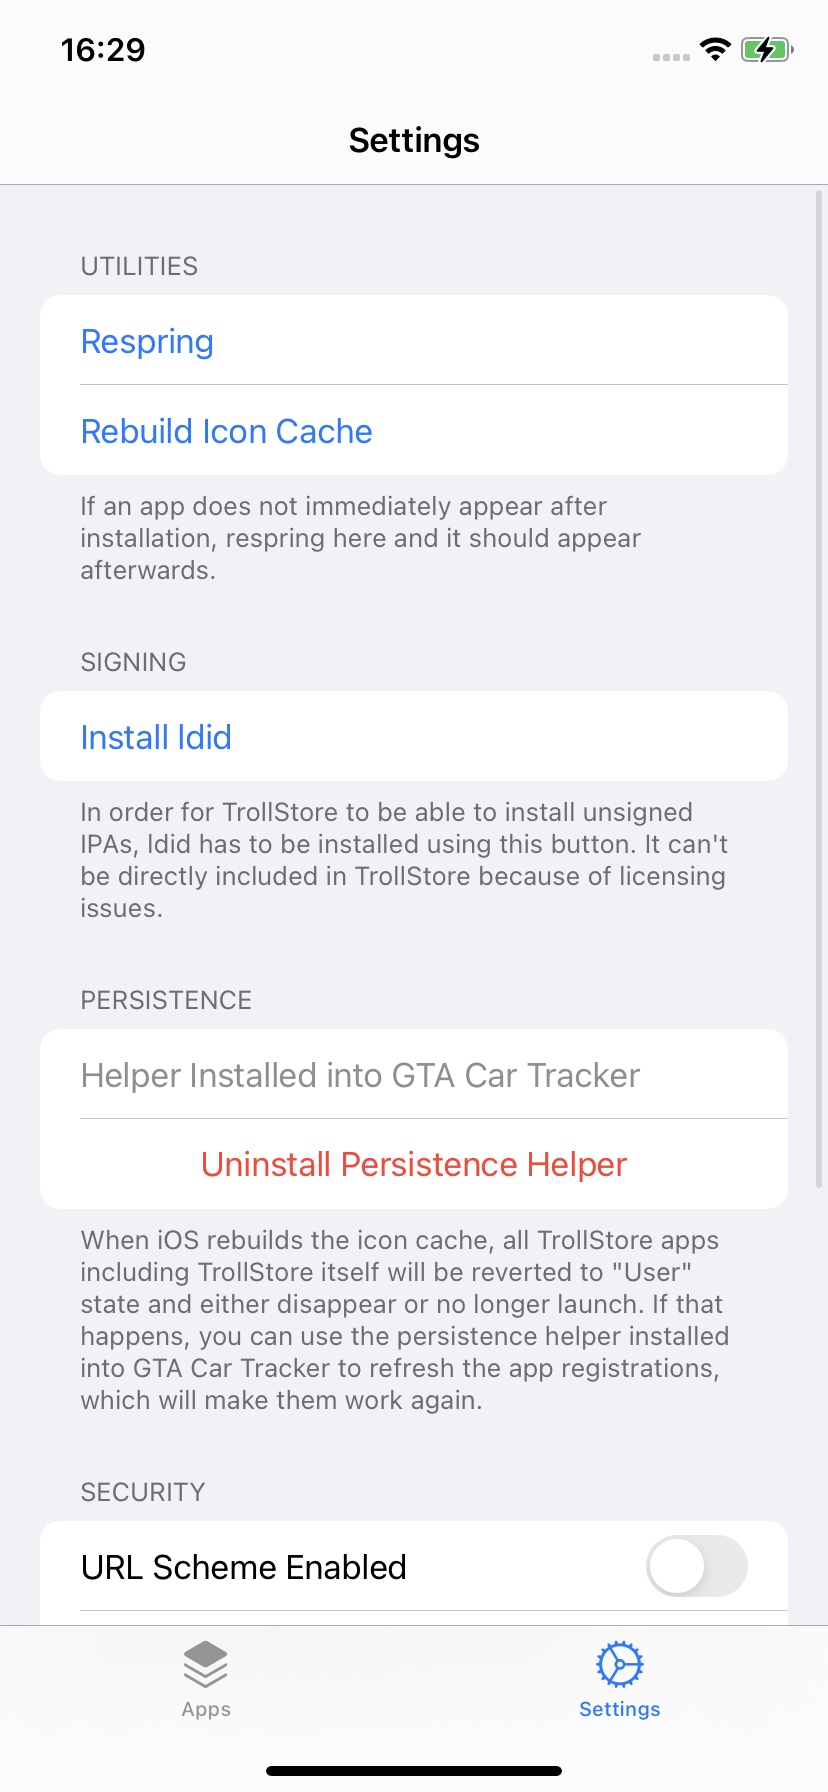 16:29
Settings
UTILITIES
Respring
Rebuild Icon Cache
If an app does not immediately appear after
installation, respring here and it should appear
afterwards.
SIGNING
Install ldid
In order for TrollStore to be able to install unsigned
IPAs, ldid has to be installed using this button. It can't
be directly included in TrollStore because of licensing
issues.
PERSISTENCE
Helper Installed into GTA Car Tracker
Uninstall Persistence Helper
When iOS rebuilds the icon cache, all TrollStore apps
including TrollStore itself will be reverted to "User"
state and either disappear or no longer launch. If that
happens, you can use the persistence helper installed
into GTA Car Tracker to refresh the app registrations,
which will make them work again.
SECURITY
URL Scheme Enabled
Apps
Settings